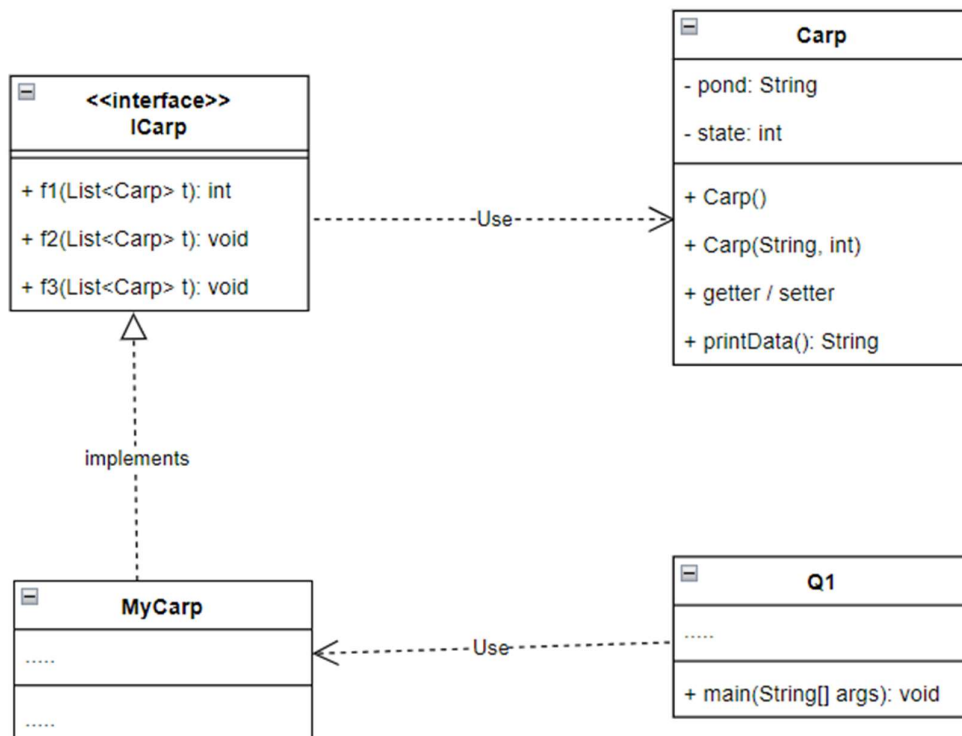 <<interface>>
ICarp
+ f1(List<Carp> t): int
+ f2(List<Carp> t): void
+ f3(List<Carp> t): void
Use
Carp
- pond: String
- state: int
+ Carp()
+ Carp(String, int)
+ getter / setter
+ printData(): String
implements
MyCarp
.....
.....
Use
Q1
.....
+ main(String[] args): void